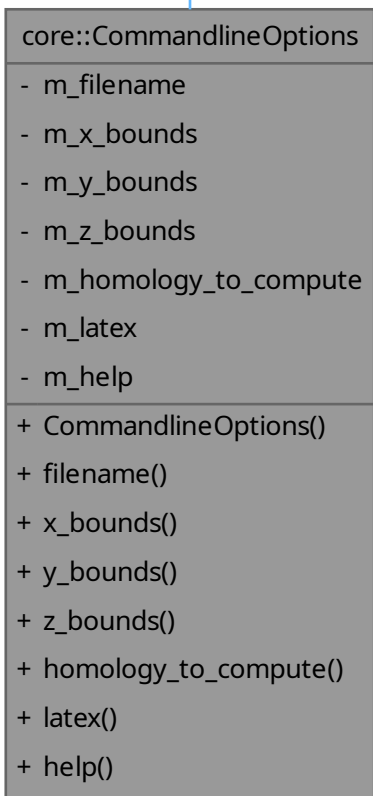 core::CommandlineOptions
- m_filename
- m_x_bounds
- m_y_bounds
- m_z_bounds
- m_homology_to_compute
- m_latex
- m_help
+ CommandlineOptions()
+ filename()
+ x_bounds()
+ y_bounds()
+ z_bounds()
+ homology_to_compute()
+ latex()
+ help()